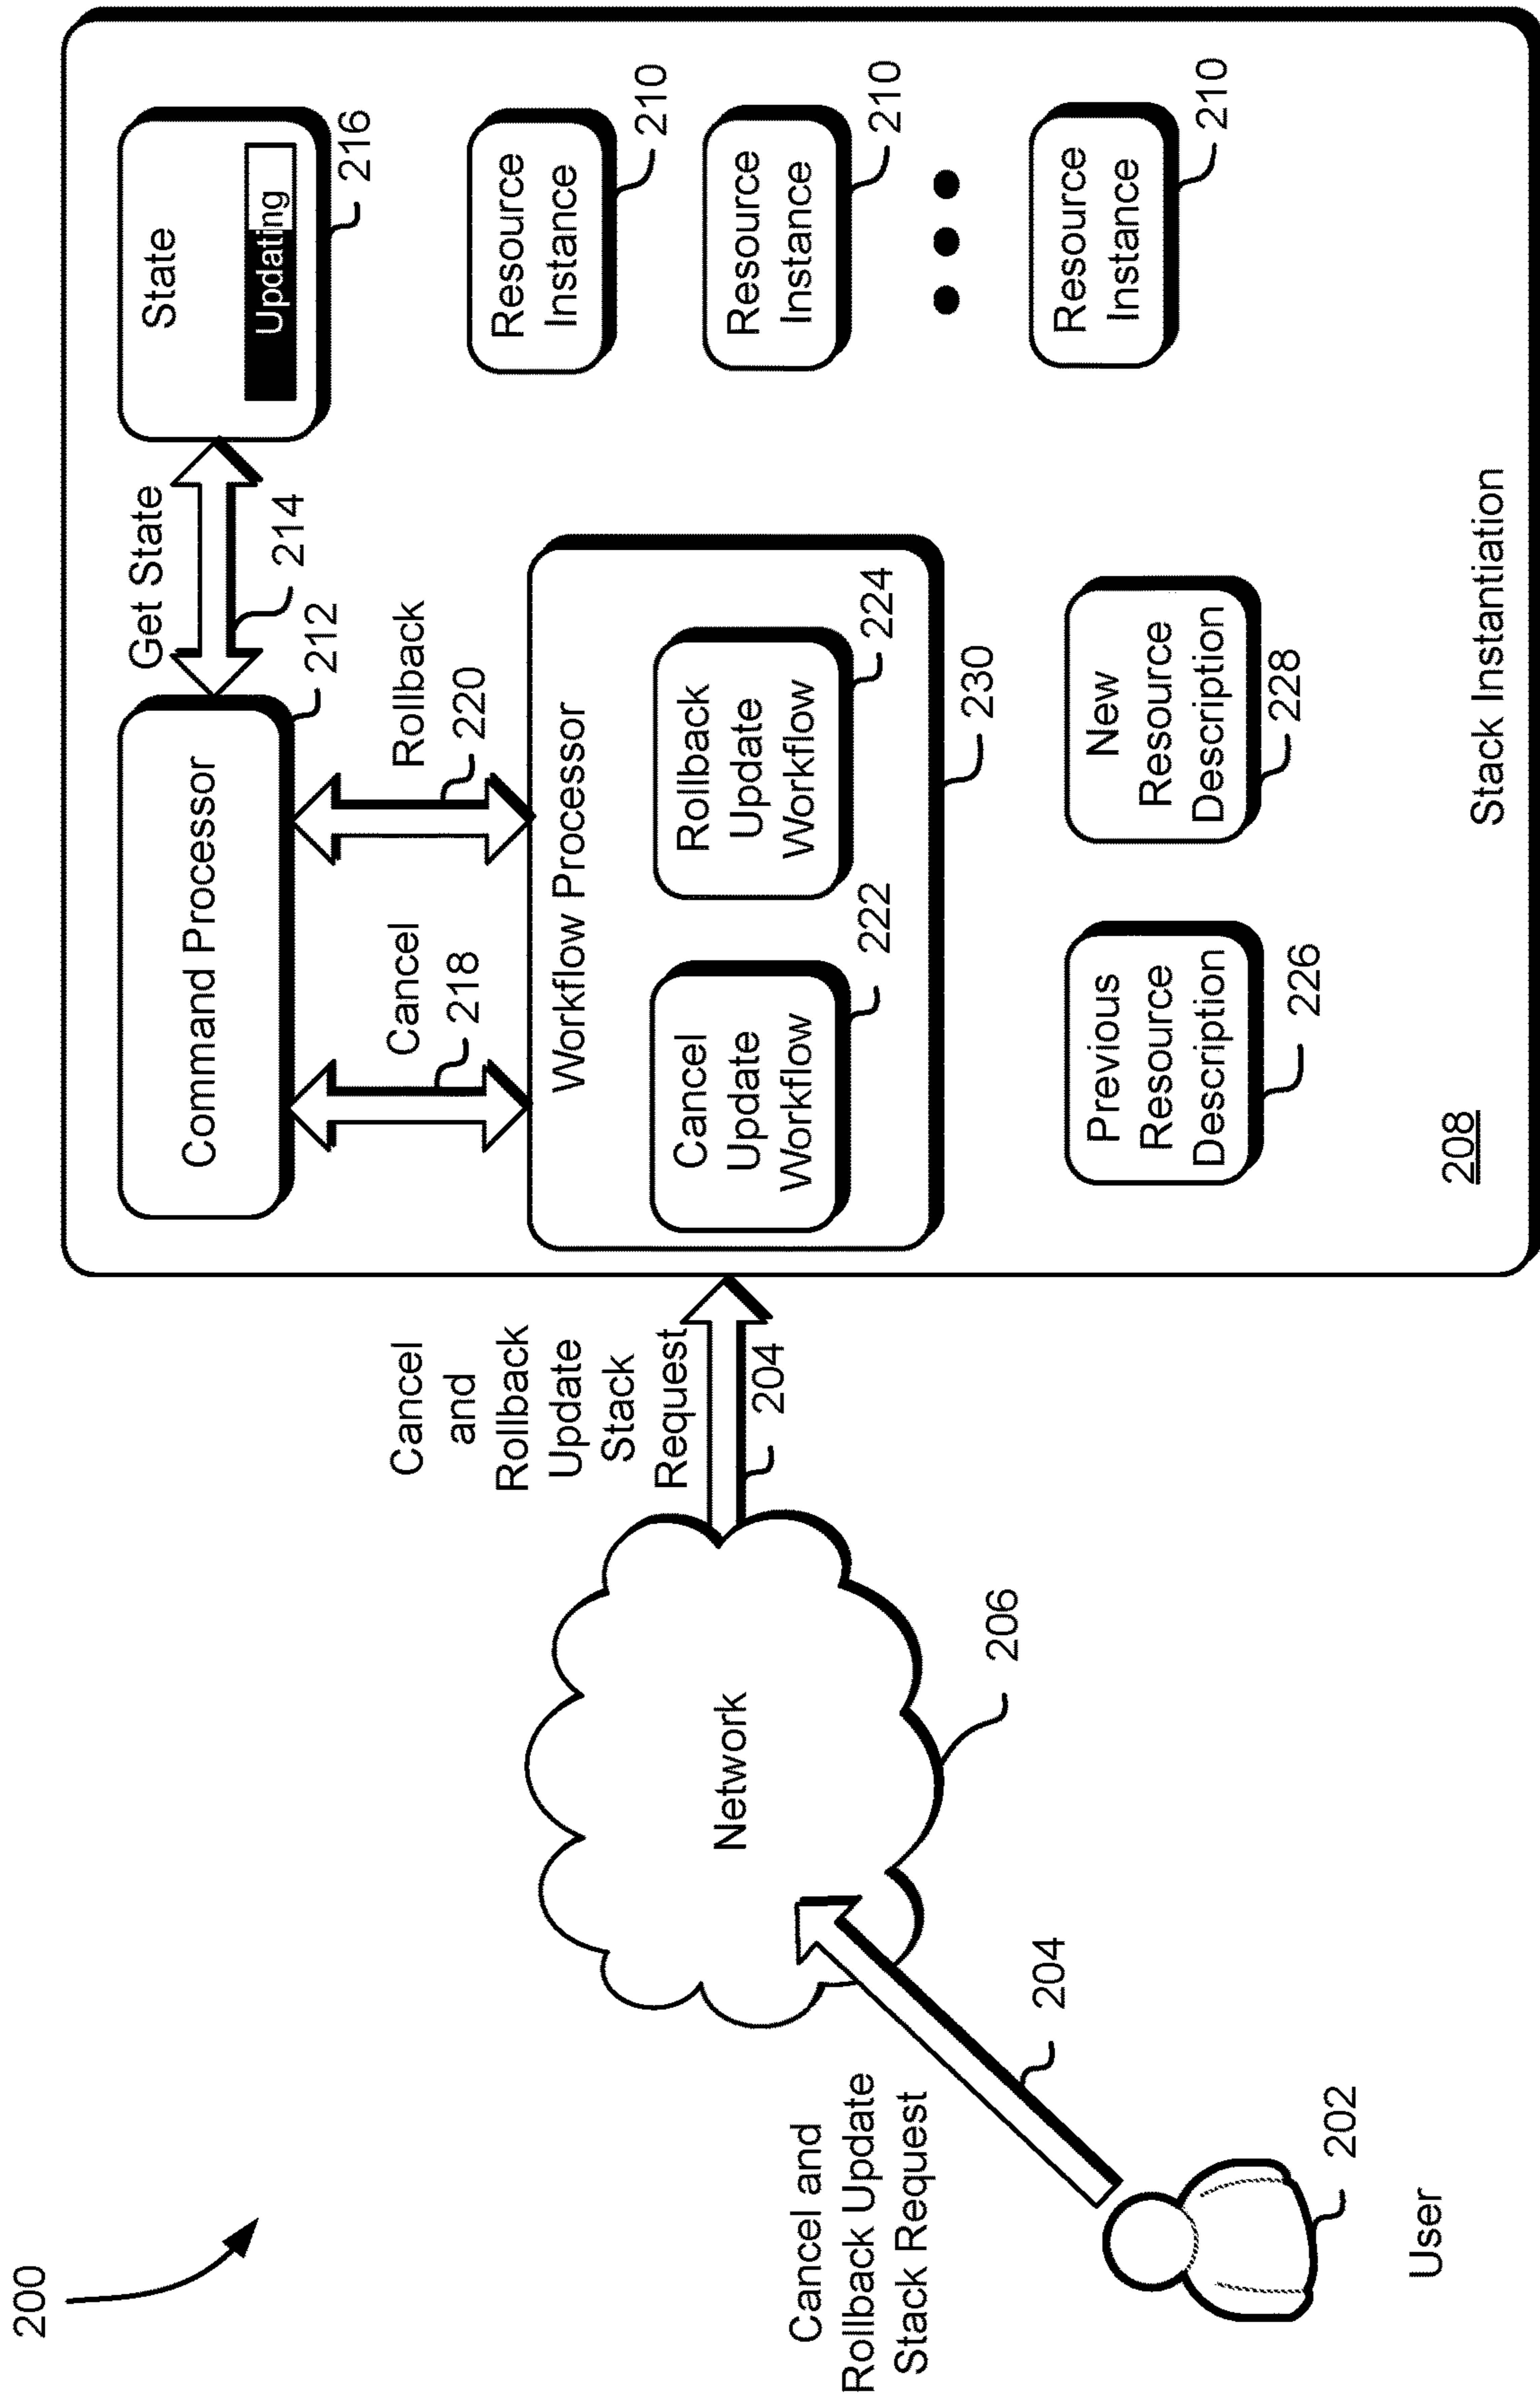 200
User
202
Cancel and
Rollback Update
Stack Request
204
Network
206
Cancel
and
Rollback
Update
Stack
Request
204
Command Processor
212
Get State
214
State
Updating
216
Cancel
218
Rollback
220
Workflow Processor
Cancel
Update
Workflow
222
Rollback
Update
Workflow
224
230
Resource
Instance
210
Resource
Instance
210
Resource
Instance
210
Previous
Resource
Description
226
New
Resource
Description
228
208
Stack Instantiation